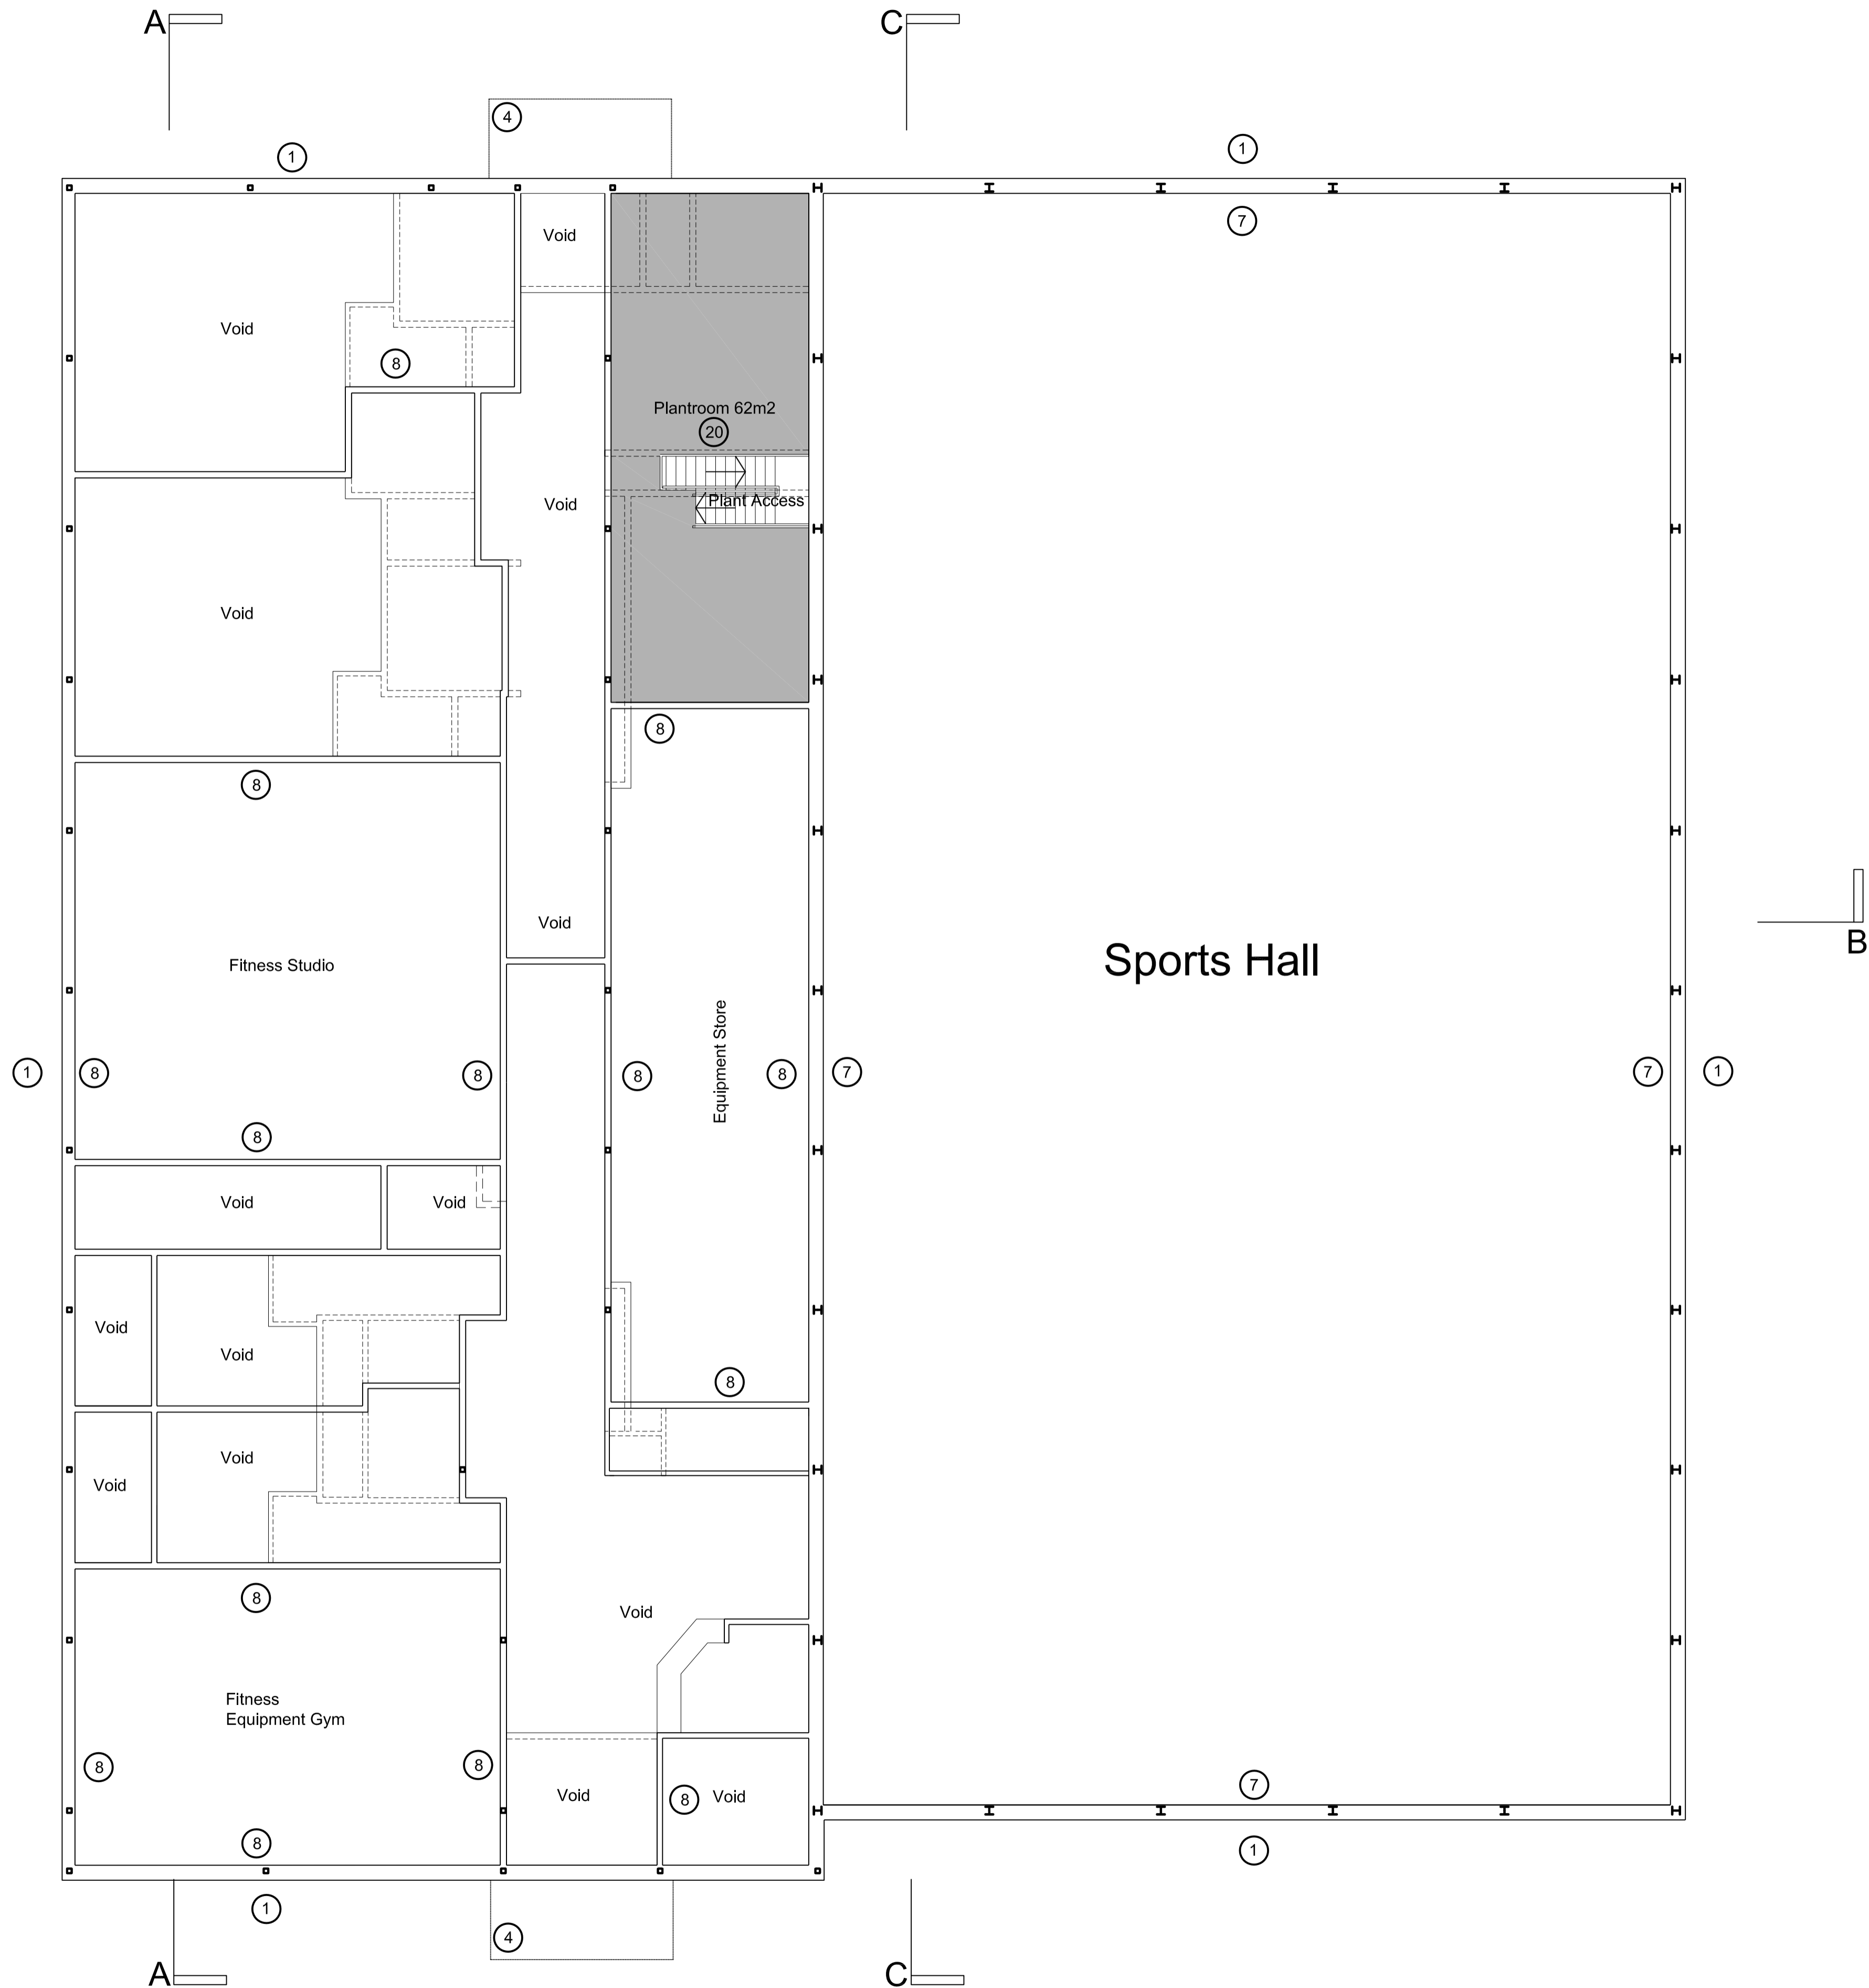 A
C
4
1
1
7
Void
Void
8
Plantroom 62m2
20
Plant Access
Void
Void
8
8
Void
B
Fitness Studio
Sports Hall
Equipment Store
1
8
8
8
8
7
7
1
8
Void
Void
Void
Void
8
Void
Void
8
Void
Fitness
Equipment Gym
8
8
Void
8
Void
7
8
1
1
4
A
C